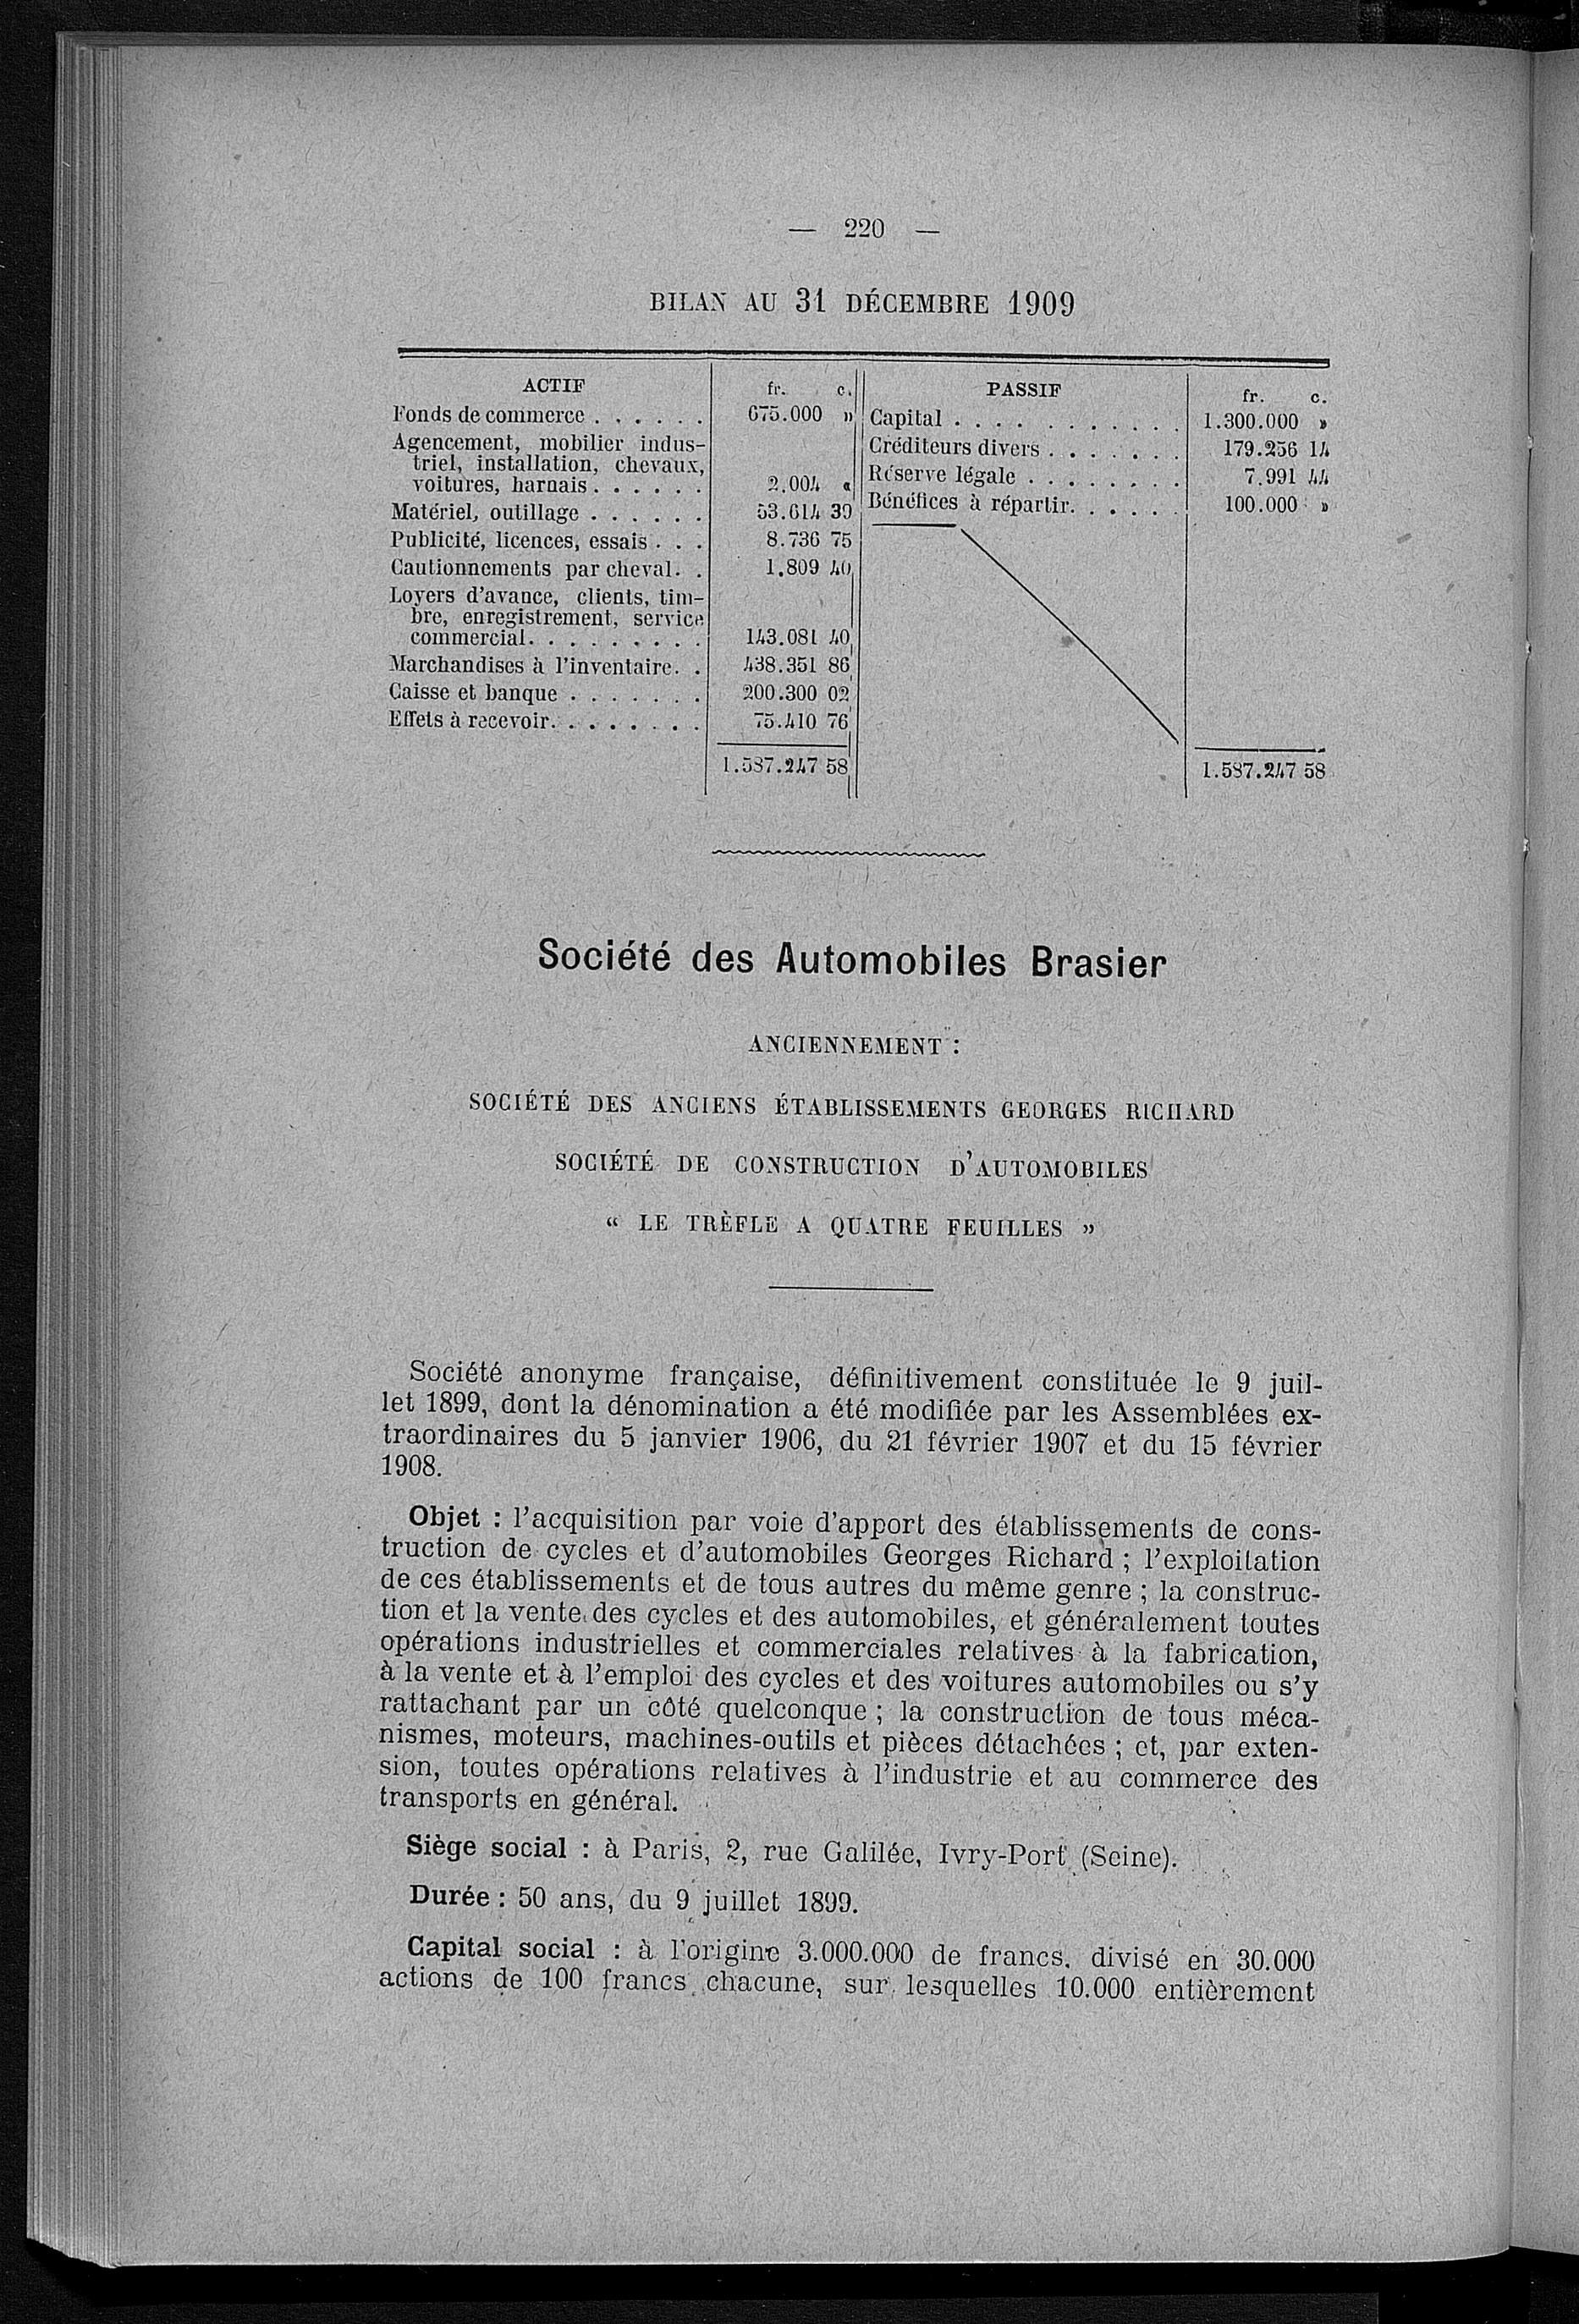 — 220 —
BILAN AU 31 DÉCEMBRE 1909
ACTIF fr. c. PASSIF fr. c.
Fonds de commerce . . . . . . 675.000 » Capital . . . . . . . . . . . . 1.300.000 »
Agencement, mobilier indus- Créditeurs divers . . . . . . . 179.256 14
triel, installation, chevaux, Réserve légale . . . . . . . . 7.991 44
voitures, harnais . . . . . . 2.004 « Bénéfices à répartir. . . . . . 100.000 »
Matériel, outillage . . . . . . 53.614 39
Publicité, licences, essais . . . 8.736 75
Cautionnements par cheval. . 1.809 40
Loyers d'avance, clients, tim-
bre, enregistrement, service
commercial. . . . . . . . . 143.081 40
Marchandises à l'inventaire. . 438.351 86
Caisse et banque . . . . . . . 200.300 02
Effets à recevoir. . . . . . . . 75.410 76
1.587.247 58 1.587.247 58
Société des Automobiles Brasier
ANCIENNEMENT :
SOCIÉTÉ DES ANCIENS ÉTABLISSEMENTS GEORGES RICHARD
SOCIÉTÉ DE CONSTRUCTION D'AUTOMOBILES
“ LE TRÈFLE A QUATRE FEUILLES »
Société anonyme française, définitivement constituée le 9 juil-
let 1899, dont la dénomination a été modifiée par les Assemblées ex-
traordinaires du 5 janvier 1906, du 21 février 1907 et du 15 février
1908.
Objet : l'acquisition par voie d'apport des établissements de cons-
truction de cycles et d'automobiles Georges Richard ; l'exploitation
de ces établissements et de tous autres du même genre ; la construc-
tion et la vente des cycles et des automobiles, et généralement toutes
opérations industrielles et commerciales relatives à la fabrication,
à la vente et à l'emploi des cycles et des voitures automobiles ou s'y
rattachant par un côté quelconque ; la construction de tous méca-
nismes, moteurs, machines-outils et pièces détachées ; et, par exten-
sion, toutes opérations relatives à l'industrie et au commerce des
transports en général.
Siège social : à Paris, 2, rue Galilée, Ivry-Port (Seine).
Durée : 50 ans, du 9 juillet 1899.
Capital social : à l'origine 3.000.000 de francs, divisé en 30.000
actions de 100 francs chacune, sur lesquelles 10.000 entièrement